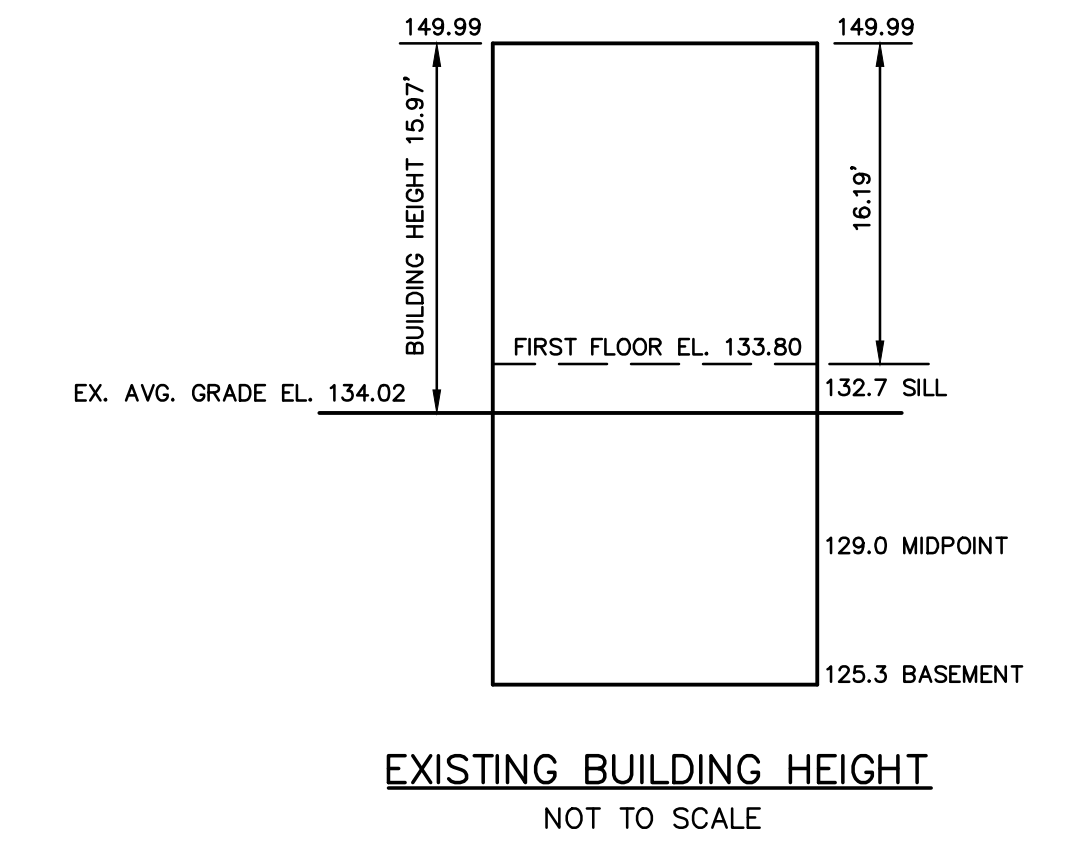 149.99
149.99
BUILDING HEIGHT 15.97'
16.19'
FIRST FLOOR EL. 133.80
EX. AVG. GRADE EL. 134.02
132.7 SILL
129.0 MIDPOINT
125.3 BASEMENT
EXISTING BUILDING HEIGHT
NOT TO SCALE